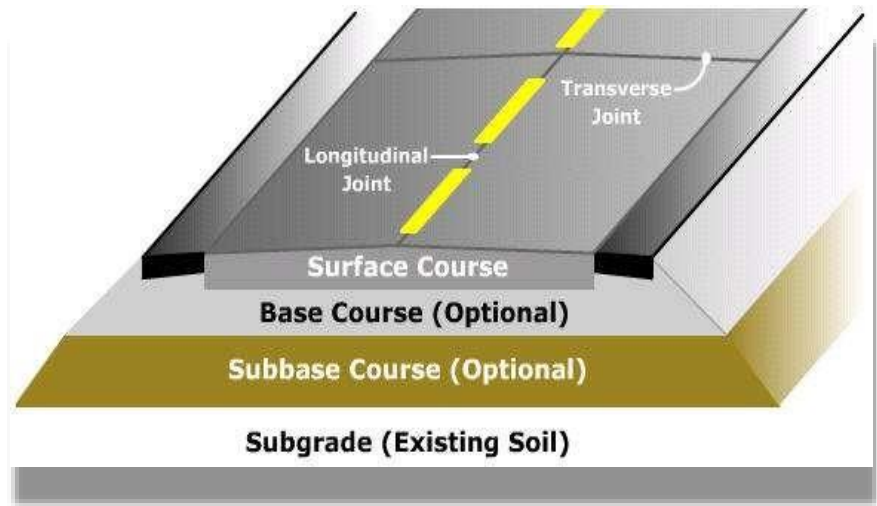 Transverse
Joint
Longitudinal
Joint
Surface Course
Base Course (Optional)
Subbase Course (Optional)
Subgrade (Existing Soil)